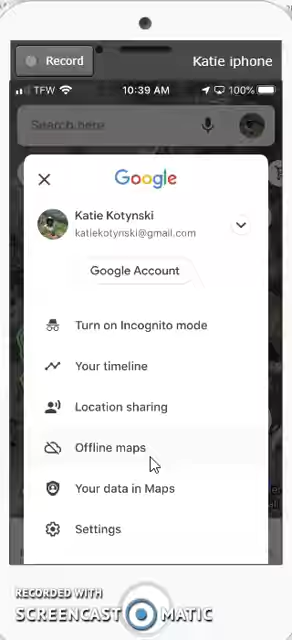 Record
Katie iphone
TFW
10:39 AM
100%
Search here
Google
Katie Kotynski
katiekotynski@gmail.com
Google Account
Turn on Incognito mode
Your timeline
Location sharing
Offline maps
Your data in Maps
Settings
RECORDED WITH
SCREENCAST MATIC